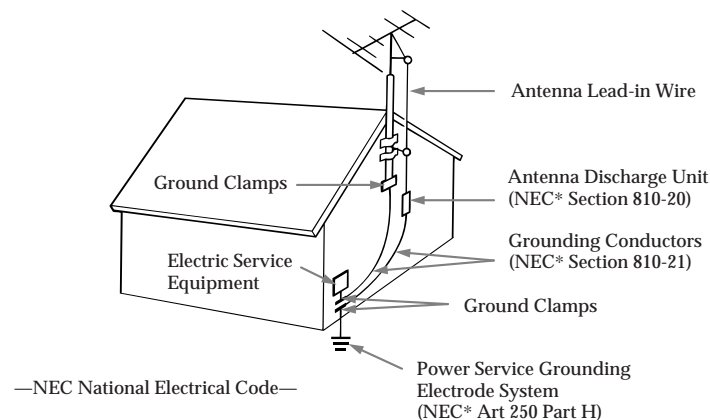 Antenna Lead-in Wire
Ground Clamps
Antenna Discharge Unit
(NEC* Section 810-20)
Grounding Conductors
(NEC* Section 810-21)
Electric Service
Equipment
Ground Clamps
Power Service Grounding
Electrode System
(NEC* Art 250 Part H)
—NEC National Electrical Code—